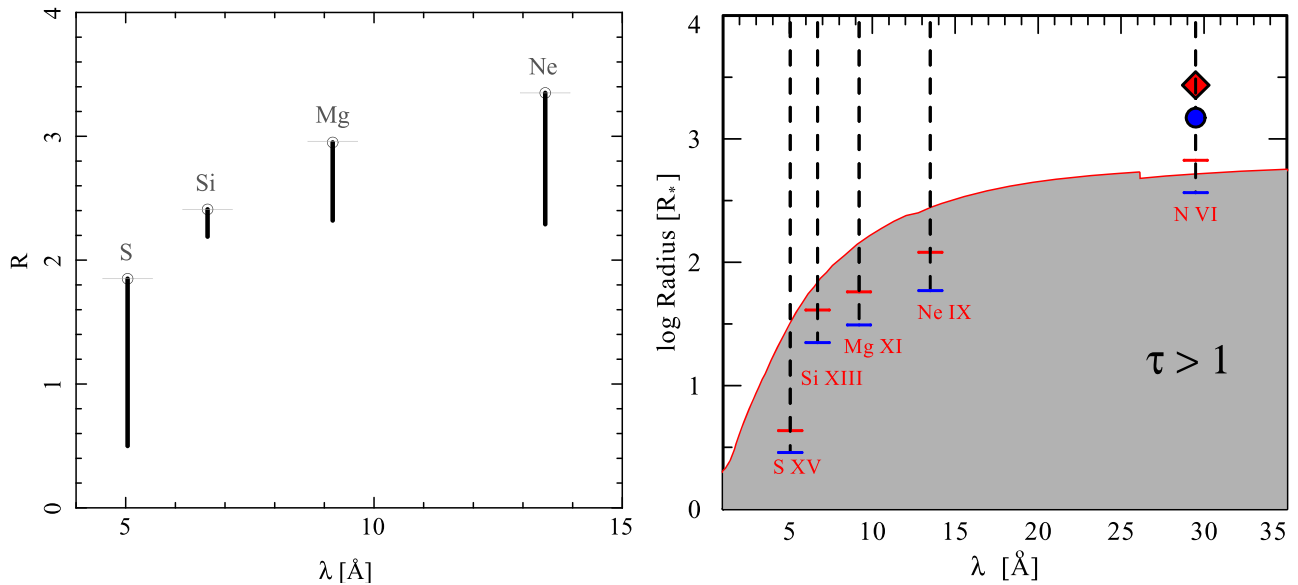 4
3
2
1
0
R
S
Si
Mg
Ne
5
10
15
λ [Å]
4
3
2
1
0
log Radius [R*]
N VI
Ne IX
Mg XI
Si XIII
S XV
τ > 1
5
10
15
20
25
30
35
λ [Å]